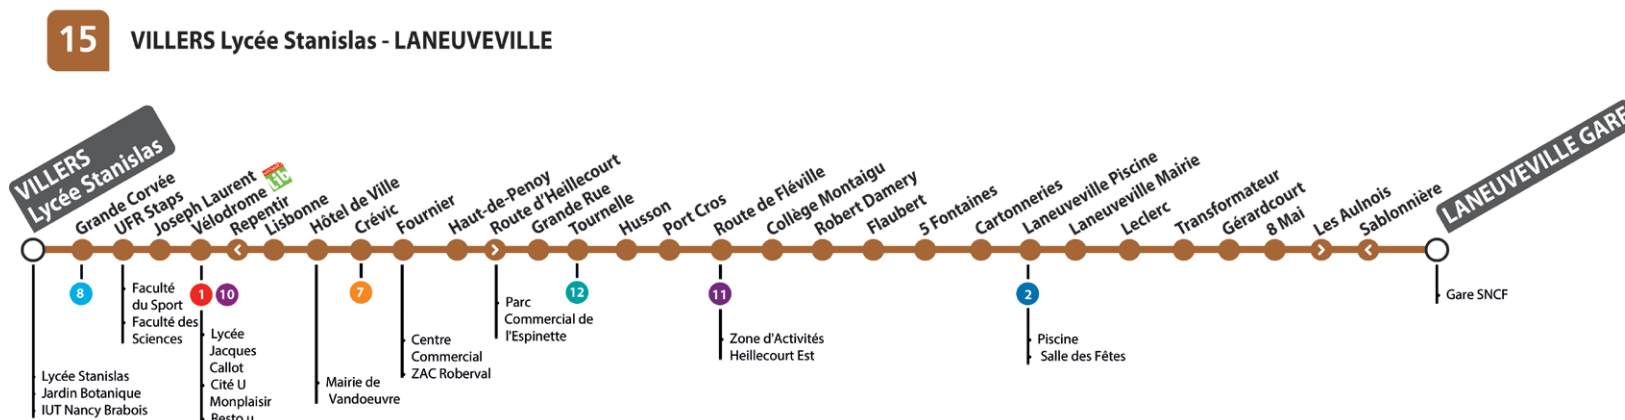 15
VILLERS Lycée Stanislas - LANEUVEVILLE
VILLERS
Lycée Stanislas
Grande Corvée
UFR Staps
Joseph Laurent
Vélodrome
Lib
Repentir
Lisbonne
Hôtel de Ville
Crévic
Fournier
Haut-de-Penoy
Route d'Heillecourt
Grande Rue
Tournelle
Husson
Port Cros
Route de Fléville
Collège Montaigu
Robert Damery
Flaubert
5 Fontaines
Cartonneries
Laneuveville Piscine
Laneuveville Mairie
Leclerc
Transformateur
Gérardcourt
8 Mai
Les Aulnois
Sablonnière
LANEUVEVILLE GARE
8
1
10
7
12
11
2
Lycée Stanislas
Jardin Botanique
IUT Nancy Brabois
Faculté
du Sport
Faculté des
Sciences
Lycée
Jacques
Callot
Cité U
Monplaisir
Resto u
Mairie de
Vandoeuvre
Centre
Commercial
ZAC Roberval
Parc
Commercial de
l'Espinette
Zone d'Activités
Heillecourt Est
Piscine
Salle des Fêtes
Gare SNCF